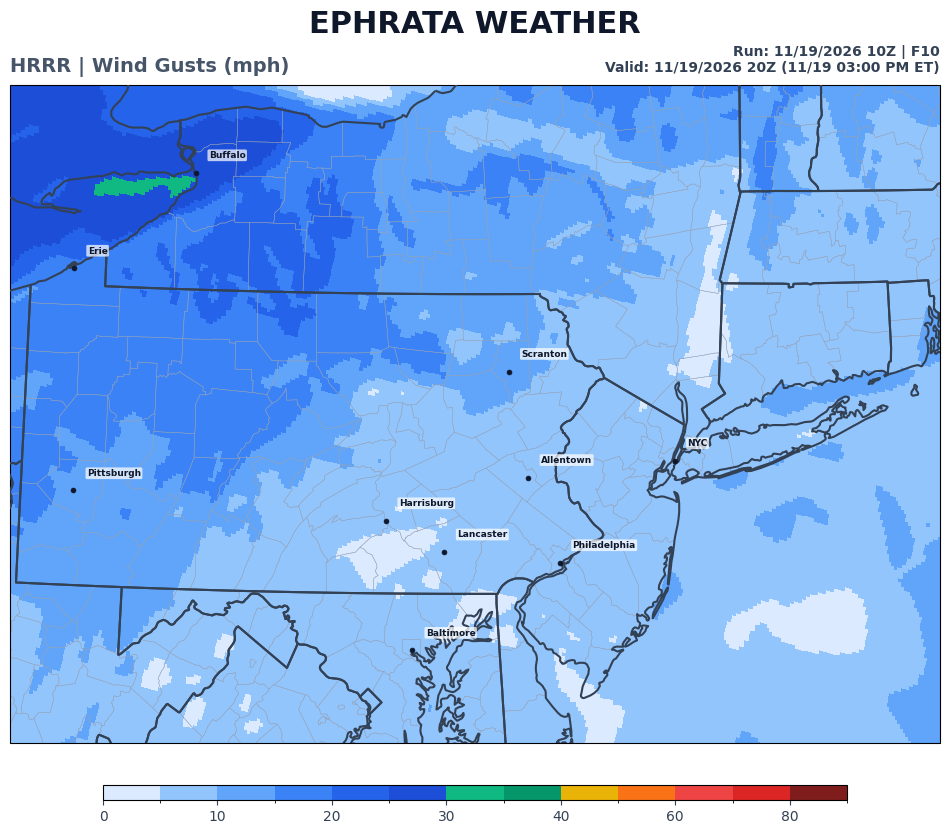 EPHRATA WEATHER
HRRR | Wind Gusts (mph)
Run: 11/19/2026 10Z | F10
Valid: 11/19/2026 20Z (11/19 03:00 PM ET)
Buffalo
Erie
Scranton
NYC
Allentown
Pittsburgh
Harrisburg
Lancaster
Philadelphia
Baltimore
0 10 20 30 40 60 80